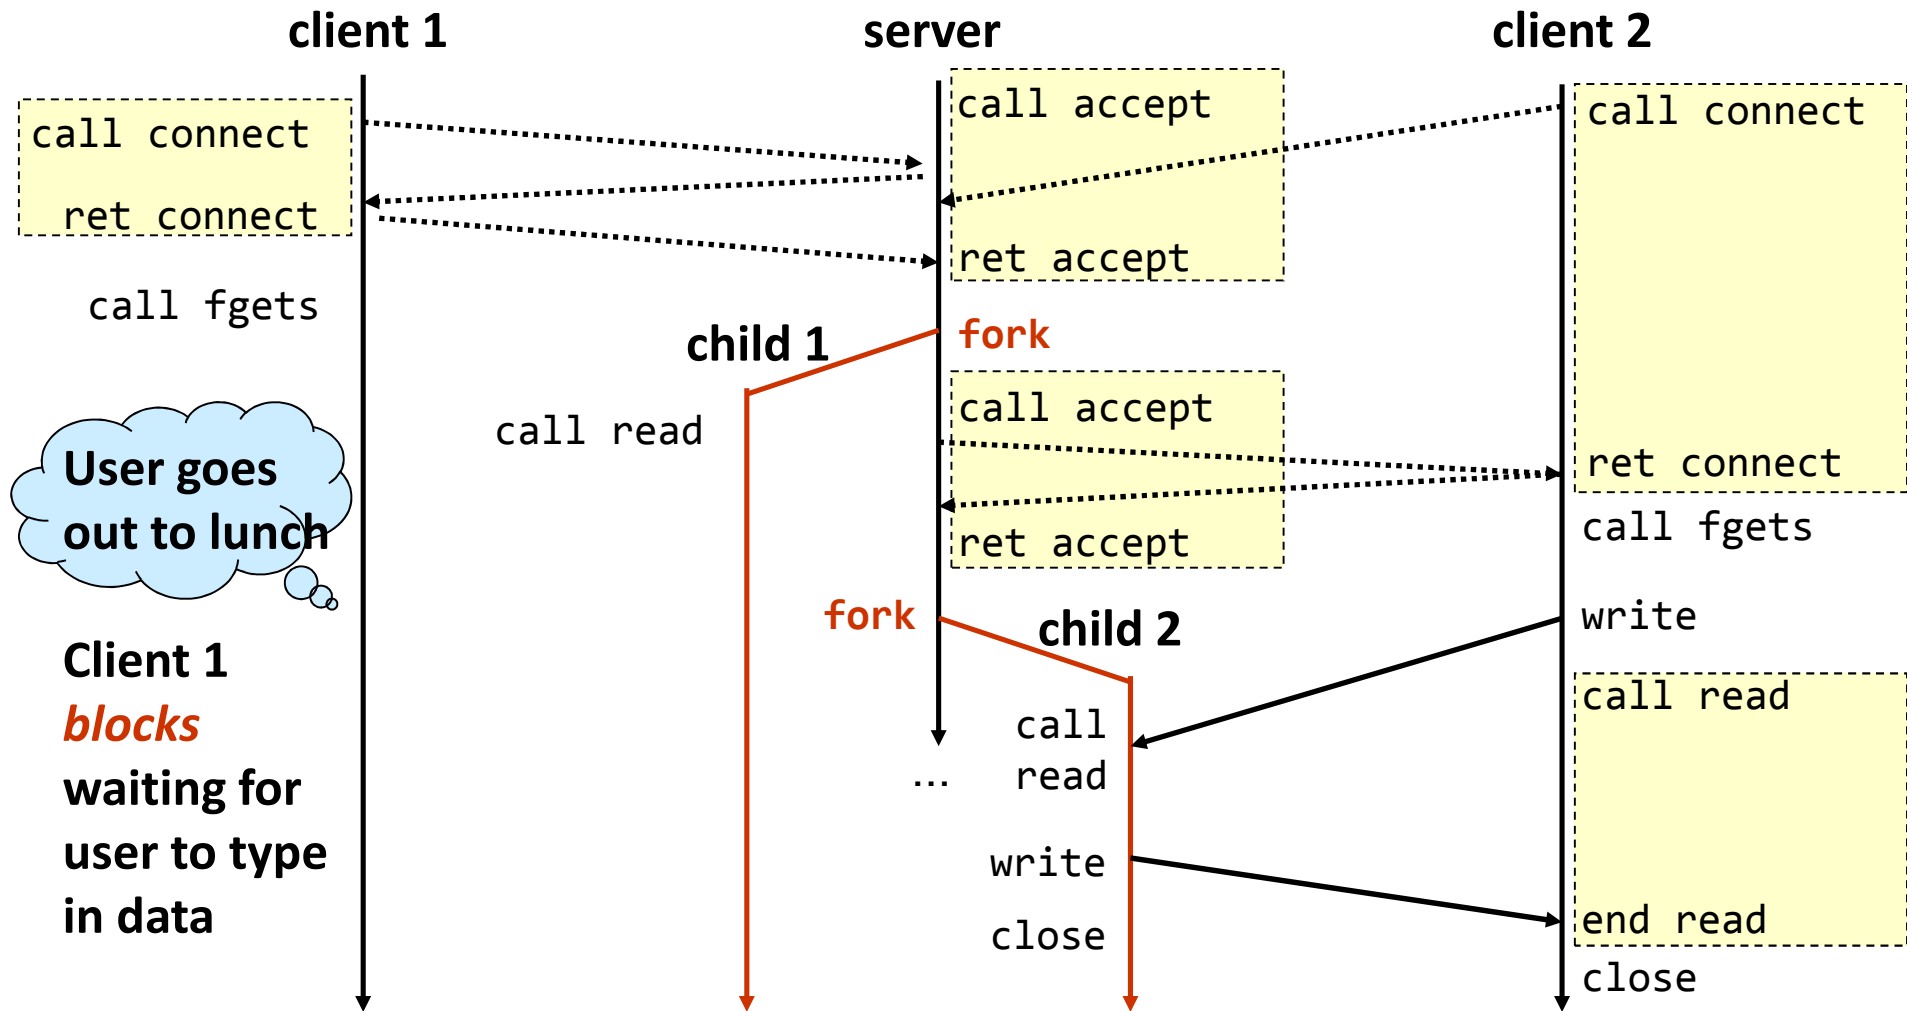 client 1
server
client 2
call connect
ret connect
call fgets
User goes
out to lunch
Client 1
blocks
waiting for
user to type
in data
child 1
call read
call accept
ret accept
fork
call accept
ret accept
fork
child 2
...
call
read
write
close
call connect
ret connect
call fgets
write
call read
end read
close